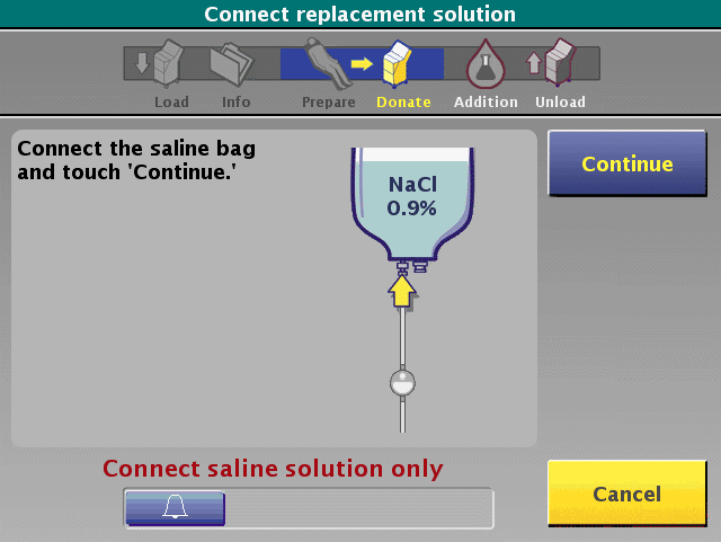 Connect replacement solution
Load Info Prepare Donate Addition Unload
Connect the saline bag
and touch 'Continue.'
NaCl
0.9%
Continue
Connect saline solution only
Cancel